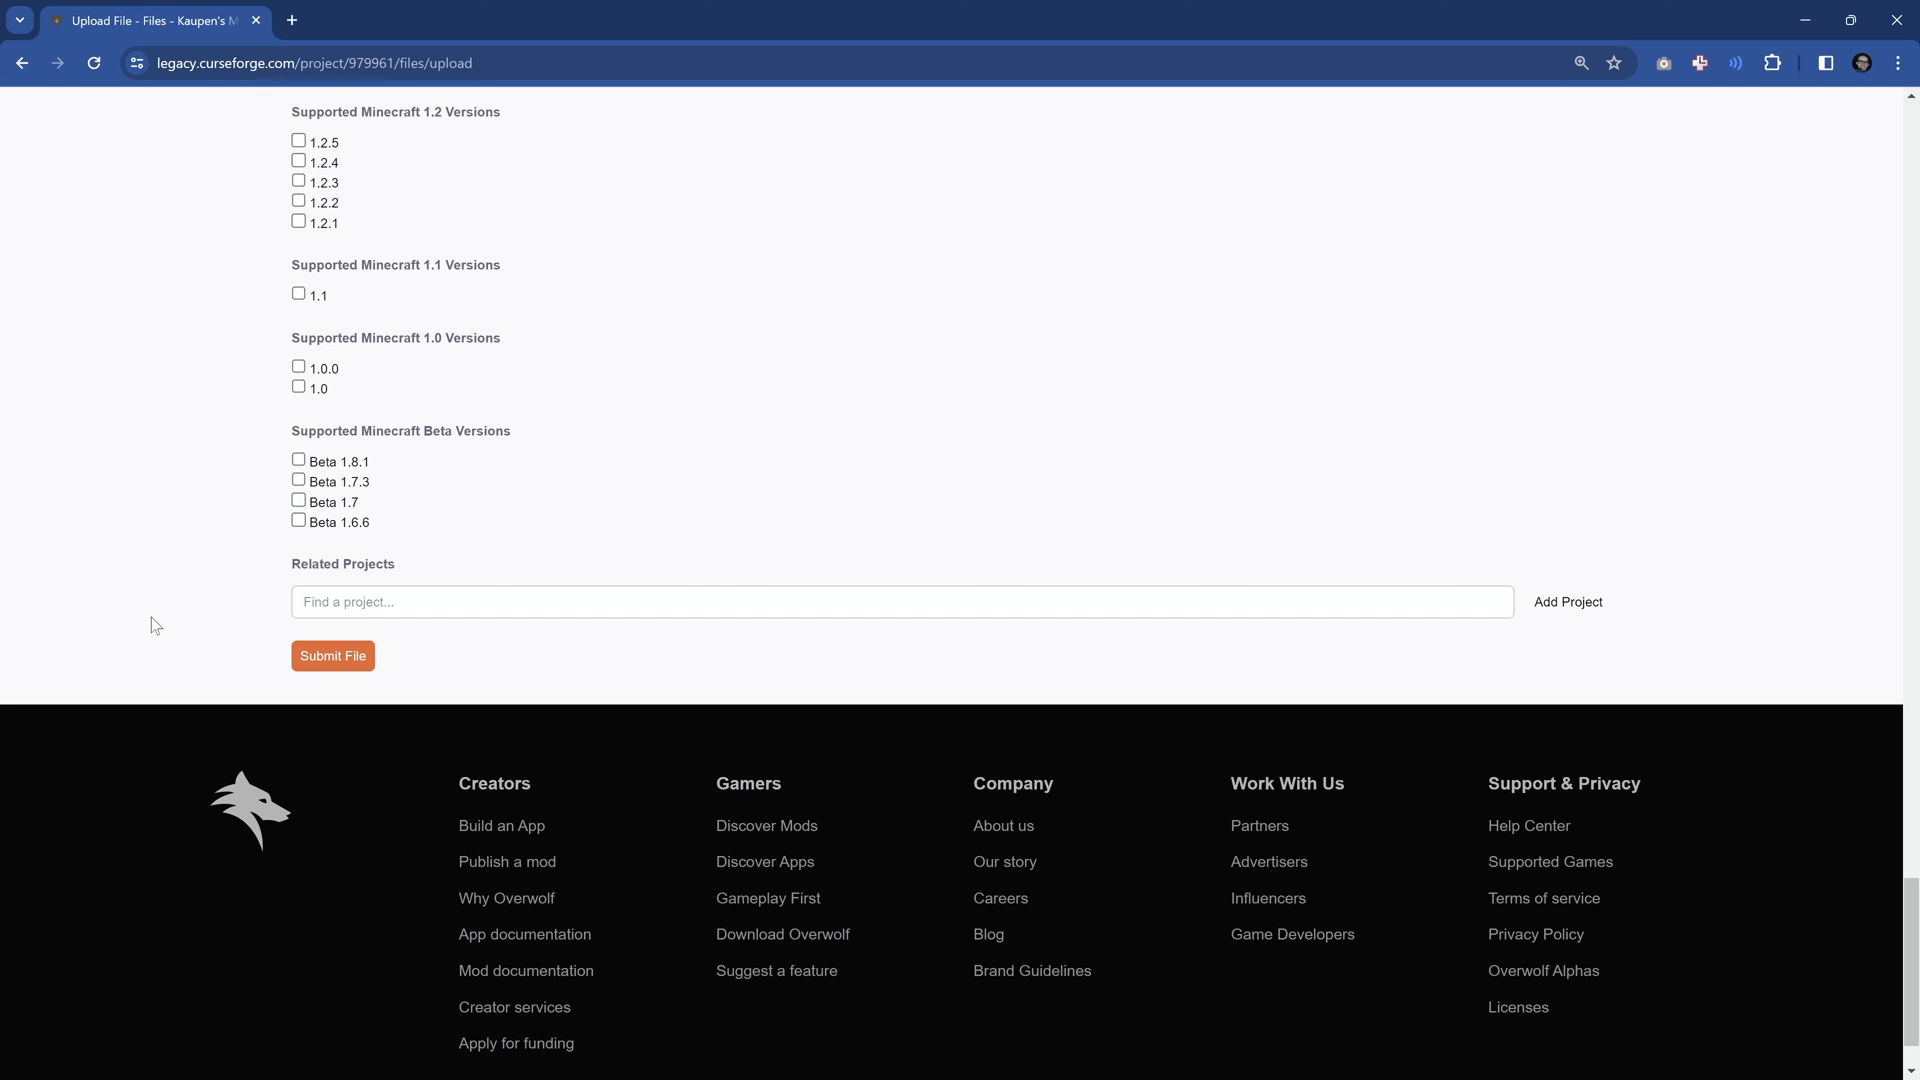 Upload File - Files - Kaupen's M
legacy.curseforge.com/project/979961/files/upload
Supported Minecraft 1.2 Versions
1.2.5
1.2.4
1.2.3
1.2.2
1.2.1
Supported Minecraft 1.1 Versions
1.1
Supported Minecraft 1.0 Versions
1.0.0
1.0
Supported Minecraft Beta Versions
Beta 1.8.1
Beta 1.7.3
Beta 1.7
Beta 1.6.6
Related Projects
Find a project...
Add Project
Submit File
Creators
Build an App
Publish a mod
Why Overwolf
App documentation
Mod documentation
Creator services
Apply for funding
Gamers
Discover Mods
Discover Apps
Gameplay First
Download Overwolf
Suggest a feature
Company
About us
Our story
Careers
Blog
Brand Guidelines
Work With Us
Partners
Advertisers
Influencers
Game Developers
Support & Privacy
Help Center
Supported Games
Terms of service
Privacy Policy
Overwolf Alphas
Licenses